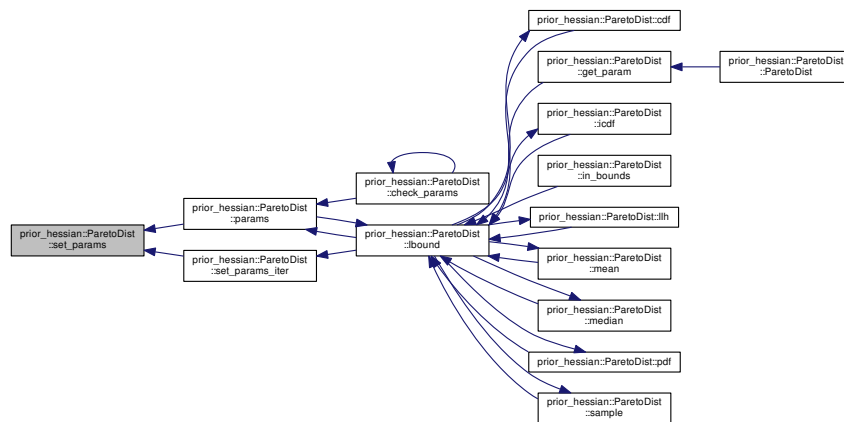 prior_hessian::ParetoDist
::set_params
prior_hessian::ParetoDist
::params
prior_hessian::ParetoDist
::set_params_iter
prior_hessian::ParetoDist
::check_params
prior_hessian::ParetoDist
::lbound
prior_hessian::ParetoDist::cdf
prior_hessian::ParetoDist
::get_param
prior_hessian::ParetoDist
::icdf
prior_hessian::ParetoDist
::in_bounds
prior_hessian::ParetoDist::llh
prior_hessian::ParetoDist
::mean
prior_hessian::ParetoDist
::median
prior_hessian::ParetoDist::pdf
prior_hessian::ParetoDist
::sample
prior_hessian::ParetoDist
::ParetoDist